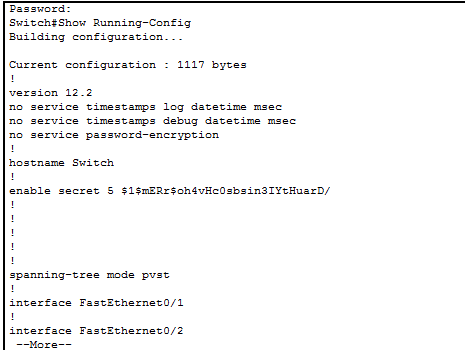 Password:
Switch#Show Running-Config
Building configuration...
Current configuration : 1117 bytes
!
version 12.2
no service timestamps log datetime msec
no service timestamps debug datetime msec
no service password-encryption
!
hostname Switch
!
enable secret 5 $1$mERr$oh4vHc0sbsin3IYtHuarD/
!
!
!
!
!
spanning-tree mode pvst
!
interface FastEthernet0/1
!
interface FastEthernet0/2
--More--